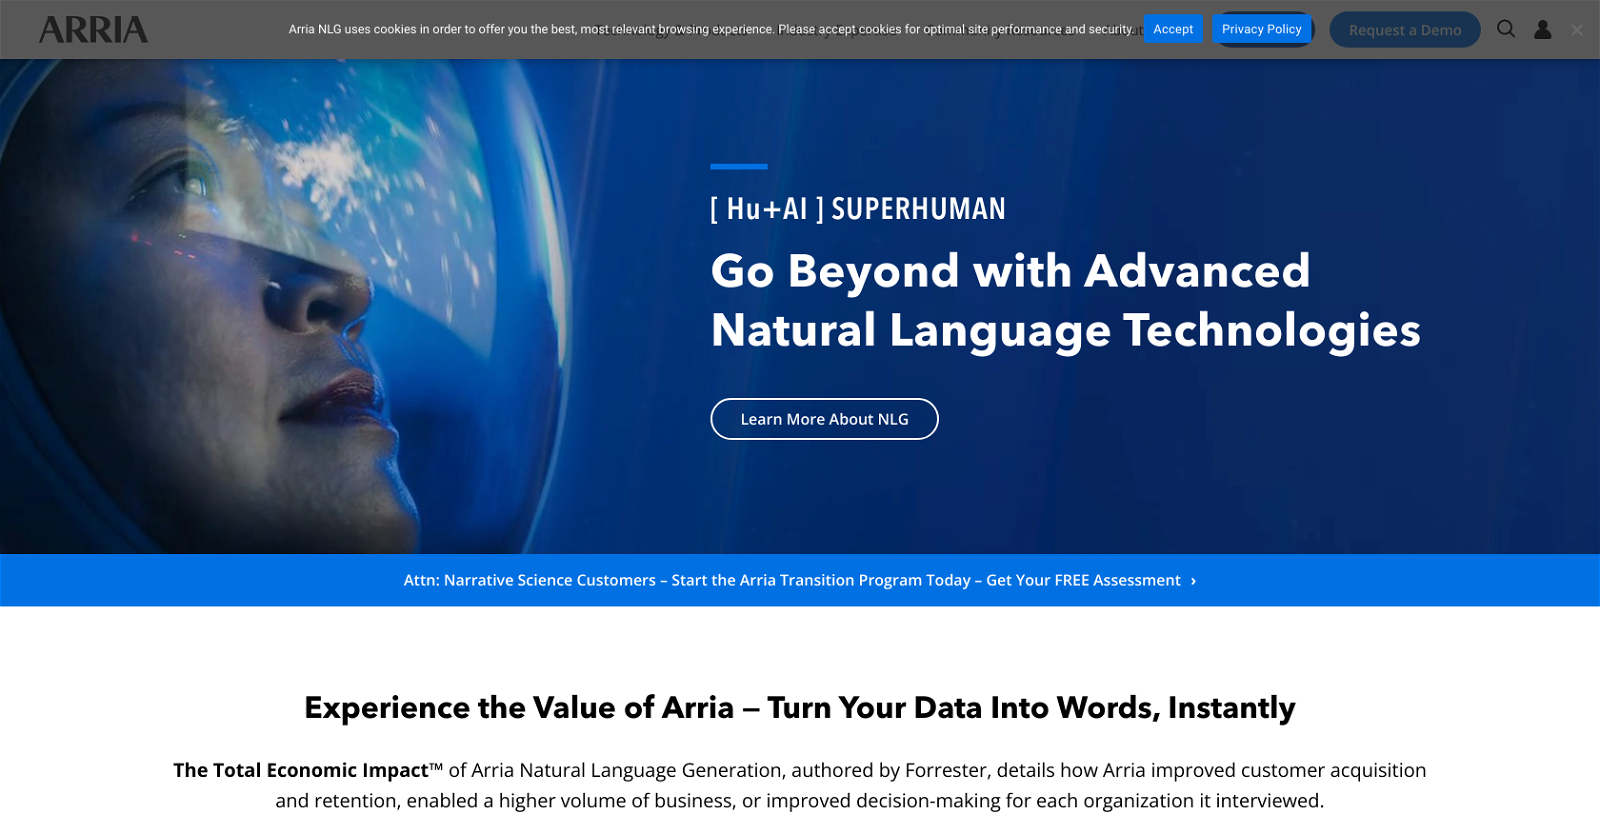 ARRIA
Arria NLG uses cookies in order to offer you the best, most relevant browsing experience. Please accept cookies for optimal site performance and security.
Accept
Privacy Policy
Request a Demo
[ Hu+AI ] SUPERHUMAN
Go Beyond with Advanced
Natural Language Technologies
Learn More About NLG
Attn: Narrative Science Customers – Start the Arria Transition Program Today – Get Your FREE Assessment ›
Experience the Value of Arria – Turn Your Data Into Words, Instantly
The Total Economic Impact™ of Arria Natural Language Generation, authored by Forrester, details how Arria improved customer acquisition
and retention, enabled a higher volume of business, or improved decision-making for each organization it interviewed.